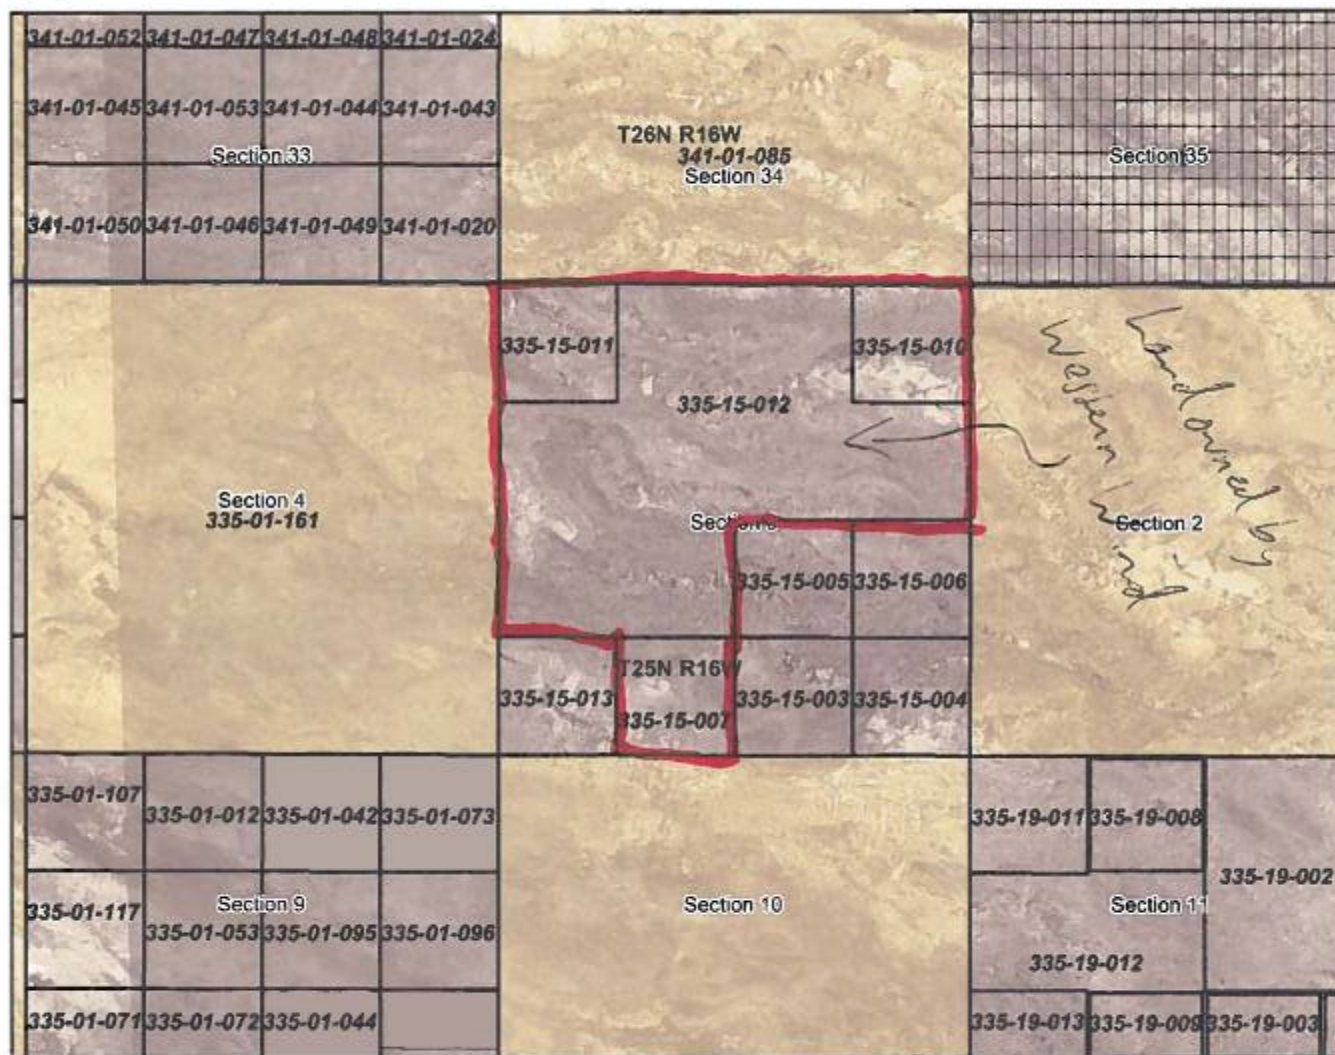 341-01-052 341-01-047 341-01-048 341-01-024
341-01-045 341-01-053 341-01-044 341-01-043
T26N R16W
Section 33
341-01-085
Section 34
Section 35
341-01-050 341-01-046 341-01-049 341-01-020
335-15-011
335-15-010
335-15-012
Land owned by
Western Wind
Section 4
335-01-161
Section
Section 2
335-15-005 335-15-006
T25N R16W
335-15-013
335-15-007
335-15-003 335-15-004
335-01-107
335-01-012 335-01-042 335-01-073
335-19-011 335-19-008
335-19-002
335-01-117
Section 9
335-01-053 335-01-095 335-01-096
Section 10
Section 11
335-19-012
335-01-071 335-01-072 335-01-044
335-19-013 335-19-009 335-19-003